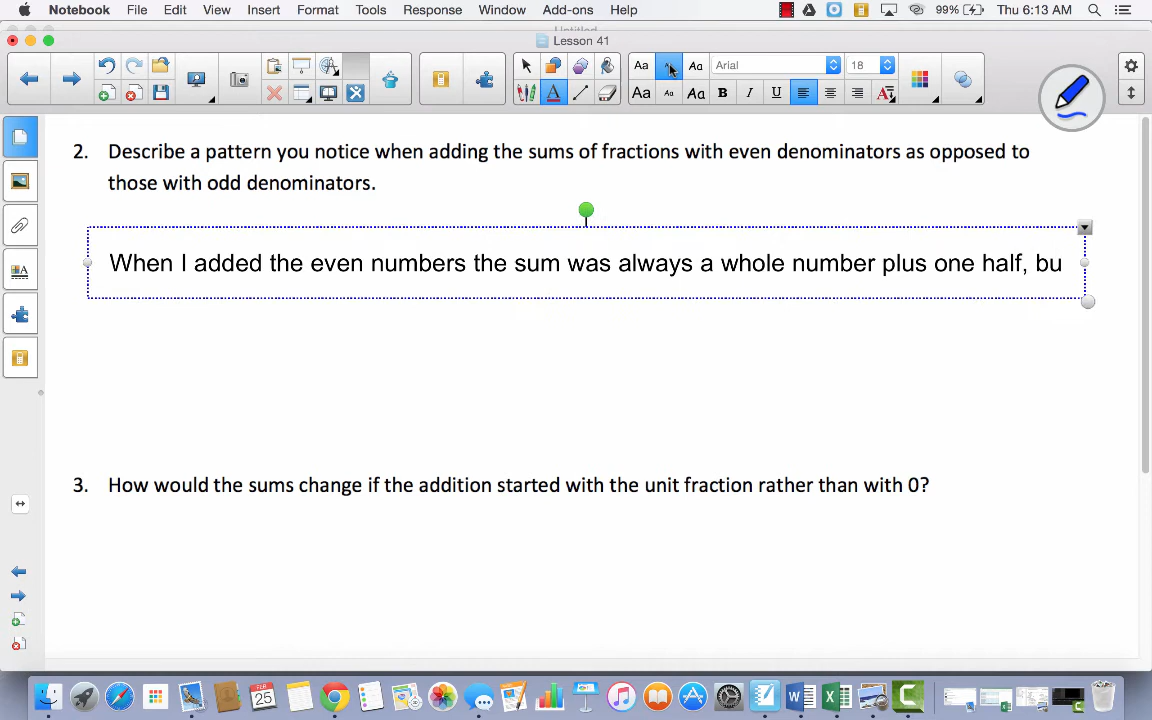 Notebook File Edit View Insert Format Tools Response Window Add-ons Help 99% Thu 6:13 AM
Untitled
Lesson 41
Aa Aa Arial 18
Aa Aa Aa B I U A
2. Describe a pattern you notice when adding the sums of fractions with even denominators as opposed to
those with odd denominators.
When I added the even numbers the sum was always a whole number plus one half, bu
3. How would the sums change if the addition started with the unit fraction rather than with 0?
FEB
25